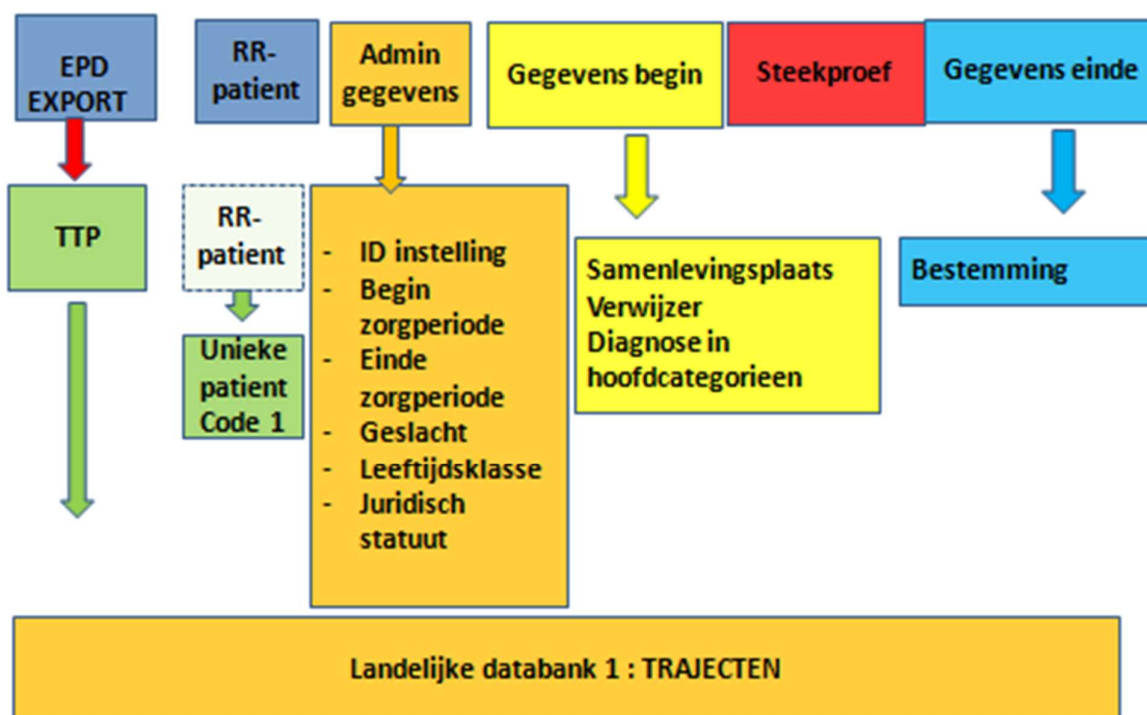 EPD
EXPORT
RR-
patient
Admin
gegevens
Gegevens begin
Steekproef
Gegevens einde
TTP
RR-
patient
Unieke
patient
Code 1
- ID instelling
- Begin
zorgperiode
- Einde
zorgperiode
- Geslacht
- Leeftijdsklasse
- Juridisch
statuut
Samenlevingsplaats
Verwijzer
Diagnose in
hoofdcategorieen
Bestemming
Landelijke databank 1 : TRAJECTEN